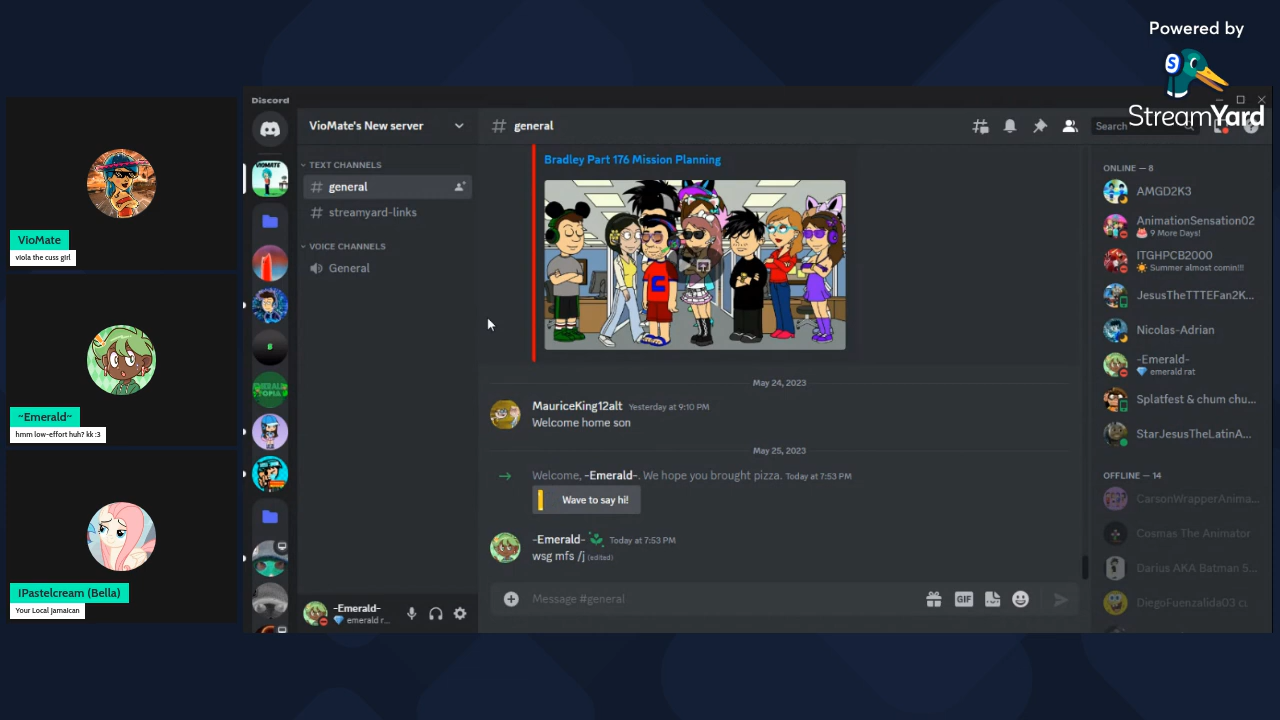 Powered by
StreamYard
VioMate
viola the cuss girl
~Emerald~
hmm low-effort huh? kk :3
IPastelcream (Bella)
Your Local Jamaican
Discord
VioMate's New server
TEXT CHANNELS
general
streamyard-links
VOICE CHANNELS
General
-Emerald-
emerald r...
general
Search
Bradley Part 176 Mission Planning
May 24, 2023
MauriceKing12alt Yesterday at 9:10 PM
Welcome home son
May 25, 2023
Welcome, -Emerald-. We hope you brought pizza. Today at 7:53 PM
Wave to say hi!
-Emerald- Today at 7:53 PM
wsg mfs /j (edited)
Message #general
GIF
ONLINE — 8
AMGD2K3
AnimationSensation02
9 More Days!
ITGHPCB2000
Summer almost comin!!!
JesusTheTTTEFan2K...
Nicolas-Adrian
-Emerald-
emerald rat
Splatfest & chum chu...
StarJesusTheLatinA...
OFFLINE — 14
CarsonWrapperAnima...
Cosmas The Animator
Darius AKA Batman 5...
DiegoFuenzalida03